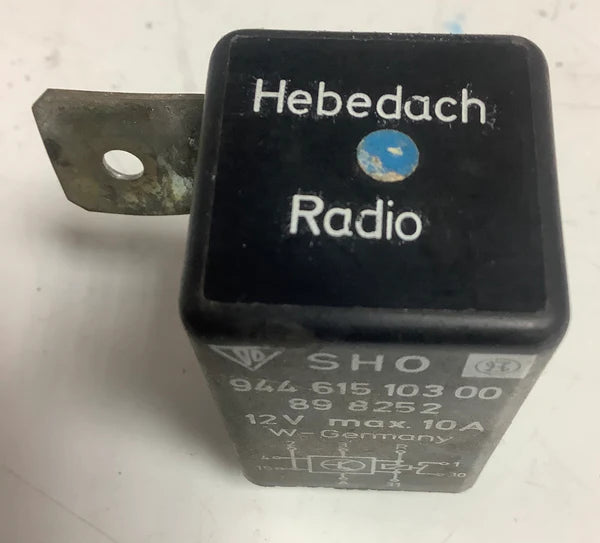 Hebedach
Radio
SHO
944 615 103 00
89 8252
12V max. 10A
W-Germany